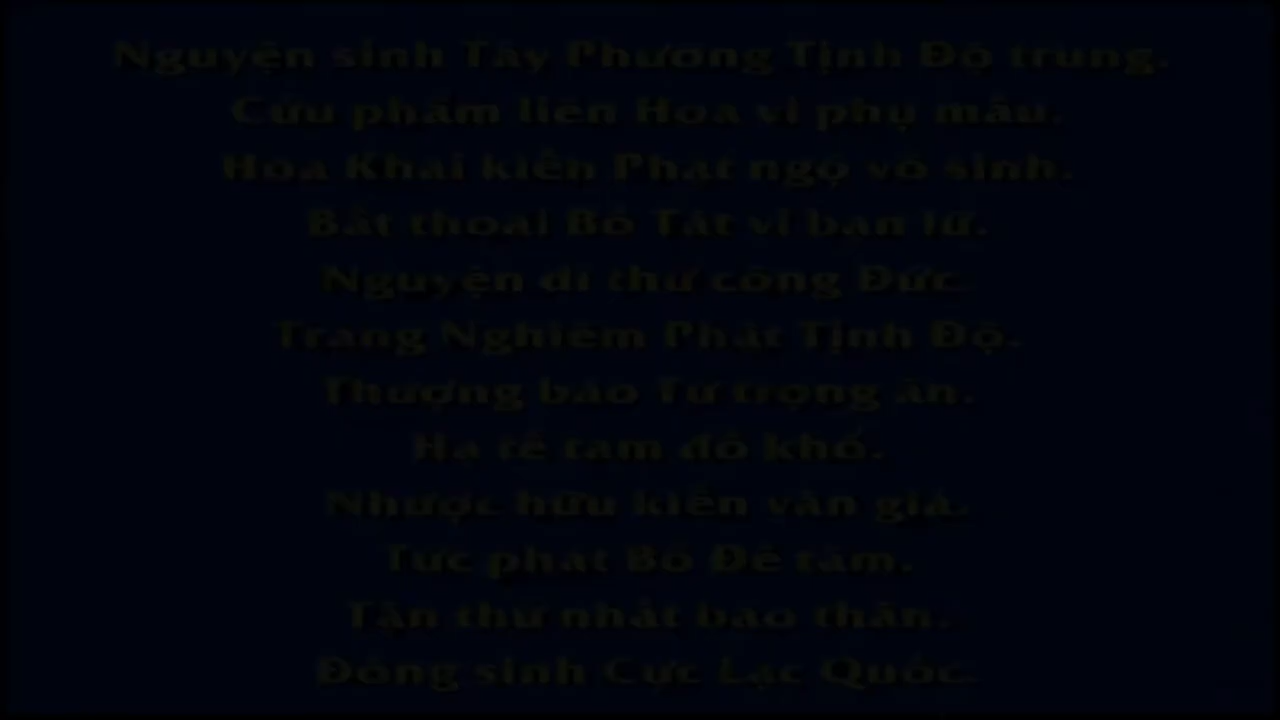 Nguyện sinh Tây Phương Tịnh Độ trung.
Cửu phẩm liên Hoa vi phụ mẫu.
Hoa Khai kiến Phật ngộ vô sinh.
Bất thoái Bồ Tát vi bạn lữ.
Nguyện dĩ thử công Đức.
Trang Nghiêm Phật Tịnh Độ.
Thượng báo Tứ trọng ân.
Hạ tế tam đồ khổ.
Nhược hữu kiến văn giả.
Tức phát Bồ Đề tâm.
Tận thử nhất báo thân.
Đồng sinh Cực Lạc Quốc.